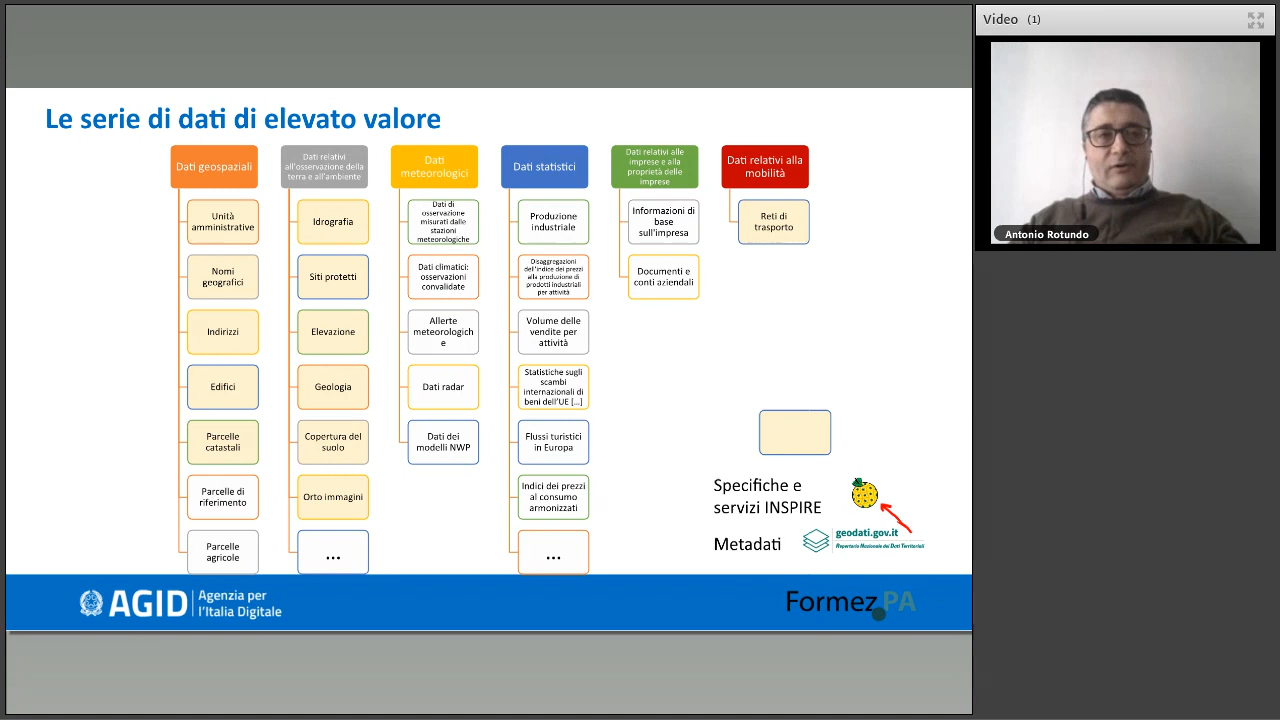 Video (1)
Antonio Rotundo
Le serie di dati di elevato valore
Dati geospaziali
Unità
amministrative
Nomi
geografici
Indirizzi
Edifici
Parcelle
catastali
Parcelle di
riferimento
Parcelle
agricole
Dati relativi
all'osservazione della
terra e all'ambiente
Idrografia
Siti protetti
Elevazione
Geologia
Copertura del
suolo
Orto immagini
...
Dati
meteorologici
Dati di
osservazione
misurati dalle
stazioni
meteorologiche
Dati climatici:
osservazioni
convalidate
Allerte
meteorologich
e
Dati radar
Dati dei
modelli NWP
Dati statistici
Produzione
industriale
Disaggregazioni
dell'indice dei prezzi
alla produzione di
prodotti industriali
per attività
Volume delle
vendite per
attività
Statistiche sugli
scambi
internazionali di
beni dell'UE [...]
Flussi turistici
in Europa
Indici dei prezzi
al consumo
armonizzati
...
Dati relativi alle
imprese e alla
proprietà delle
imprese
Informazioni di
base
sull'impresa
Documenti e
conti aziendali
Dati relativi alla
mobilità
Reti di
trasporto
Specifiche e
servizi INSPIRE
Metadati
geodati.gov.it
Repertorio Nazionale dei Dati Territoriali
AGID
Agenzia per
l'Italia Digitale
Formez PA